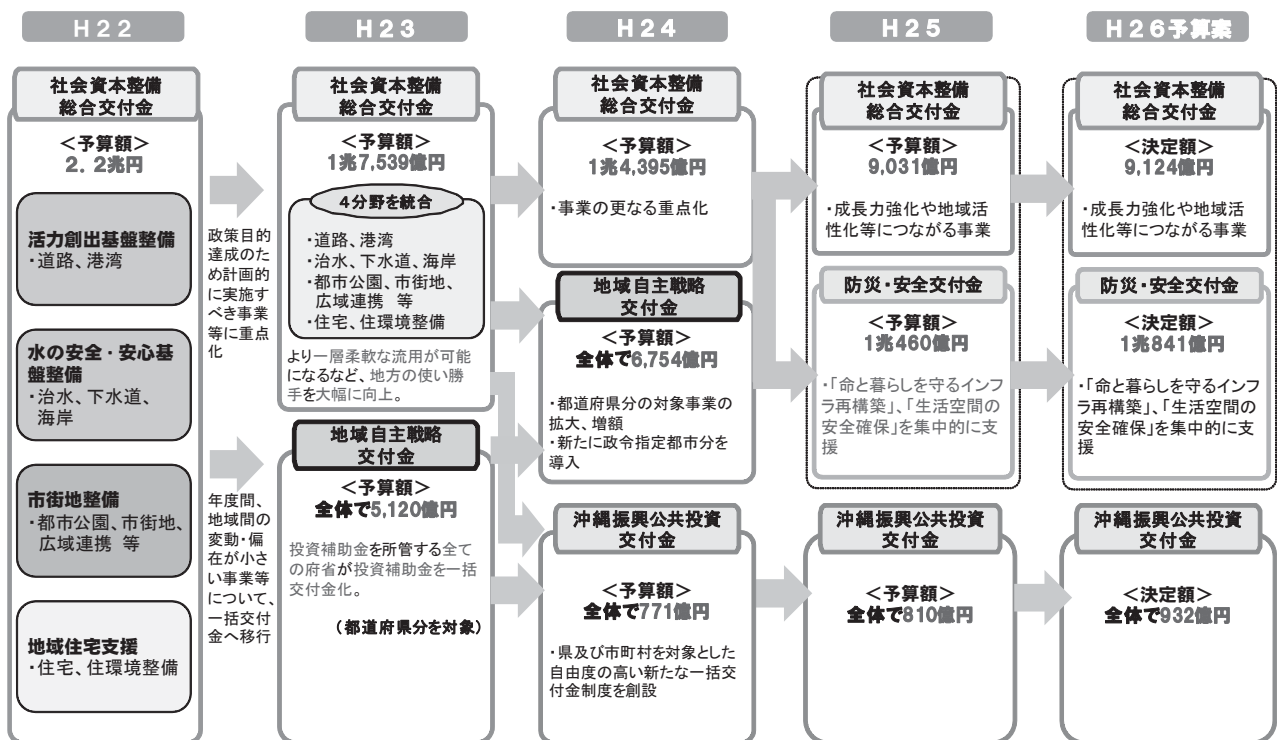 H22
社会資本整備
総合交付金
＜予算額＞
2．2兆円
活力創出基盤整備
・道路、港湾
水の安全・安心基
盤整備
・治水、下水道、
海岸
市街地整備
・都市公園、市街地、
広域連携 等
地域住宅支援
・住宅、住環境整備
政策目的
達成のた
め計画的
に実施す
べき事業
等に重点
化
年度間、
地域間の
変動・偏
在が小さ
い事業等
について、
一括交付
金へ移行
H23
社会資本整備
総合交付金
＜予算額＞
1兆7,539億円
4分野を統合
・道路、港湾
・治水、下水道、海岸
・都市公園、市街地、
広域連携 等
・住宅、住環境整備
より一層柔軟な流用が可能
になるなど、地方の使い勝
手を大幅に向上。
地域自主戦略
交付金
＜予算額＞
全体で5,120億円
投資補助金を所管する全て
の府省が投資補助金を一括
交付金化。
（都道府県分を対象）
H24
社会資本整備
総合交付金
＜予算額＞
1兆4,395億円
・事業の更なる重点化
地域自主戦略
交付金
＜予算額＞
全体で6,754億円
・都道府県分の対象事業の
拡大、増額
・新たに政令指定都市分を
導入
沖縄振興公共投資
交付金
＜予算額＞
全体で771億円
・県及び市町村を対象とした
自由度の高い新たな一括交
付金制度を創設
H25
社会資本整備
総合交付金
＜予算額＞
9,031億円
・成長力強化や地域活
性化等につながる事業
防災・安全交付金
＜予算額＞
1兆460億円
・「命と暮らしを守るインフ
ラ再構築」、「生活空間の
安全確保」を集中的に支
援
沖縄振興公共投資
交付金
＜予算額＞
全体で810億円
H26予算案
社会資本整備
総合交付金
＜決定額＞
9,124億円
・成長力強化や地域活
性化等につながる事業
防災・安全交付金
＜決定額＞
1兆841億円
・「命と暮らしを守るインフ
ラ再構築」、「生活空間の
安全確保」を集中的に支
援
沖縄振興公共投資
交付金
＜決定額＞
全体で932億円